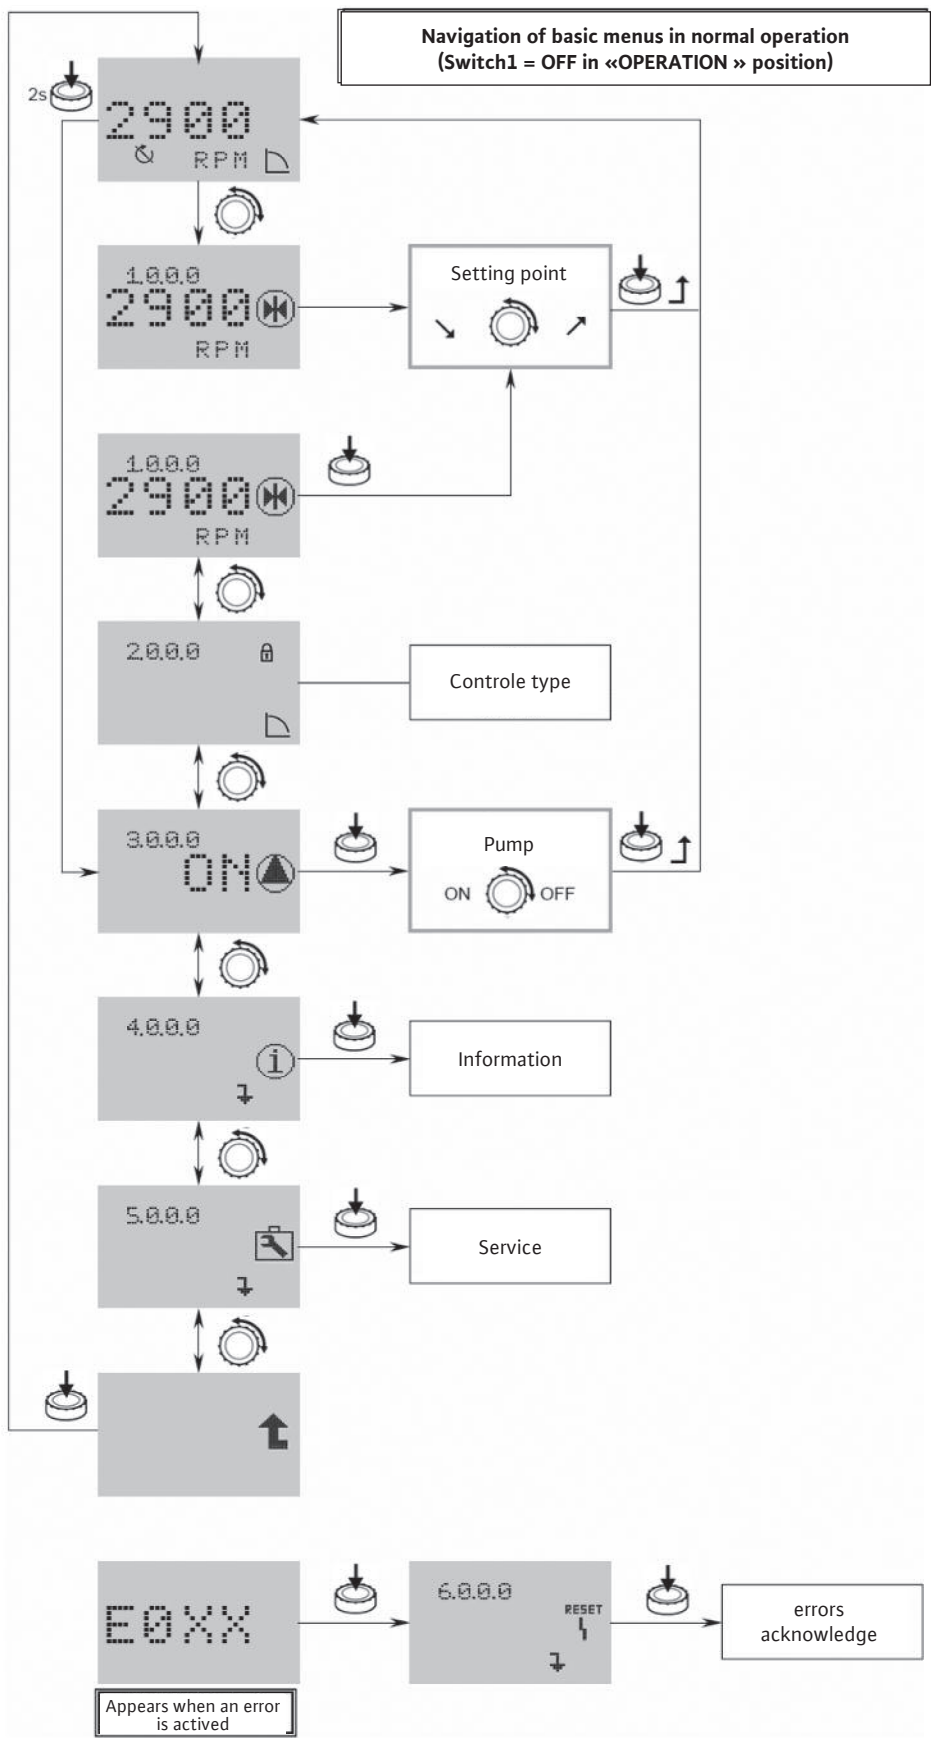 Navigation of basic menus in normal operation
(Switch1 = OFF in «OPERATION » position)
2s
2900
RPM
1.0.0.0
2900
RPM
Setting point
1.0.0.0
2900
RPM
2.0.0.0
Controle type
3.0.0.0
ON
Pump
ON OFF
4.0.0.0
i
Information
5.0.0.0
Service
E0XX
6.0.0.0
RESET
errors
acknowledge
Appears when an error
is actived